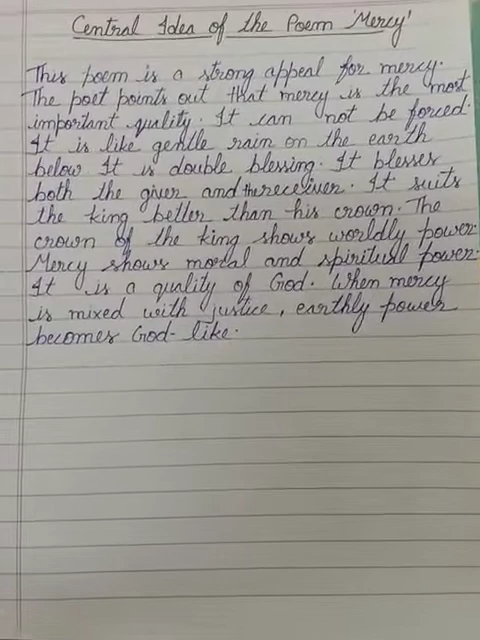 Central Idea of the Poem 'Mercy'
This poem is a strong appeal for mercy.
The poet points out that mercy is the most
important quality. It can not be forced.
It is like gentle rain on the earth
below It is double blessing. It blesses
both the giver and the receiver. It suits
the king better than his crown. The
crown of the king shows worldly power.
Mercy shows moral and spiritual power.
It is a quality of God. When mercy
is mixed with justice, earthly power
becomes God-like.